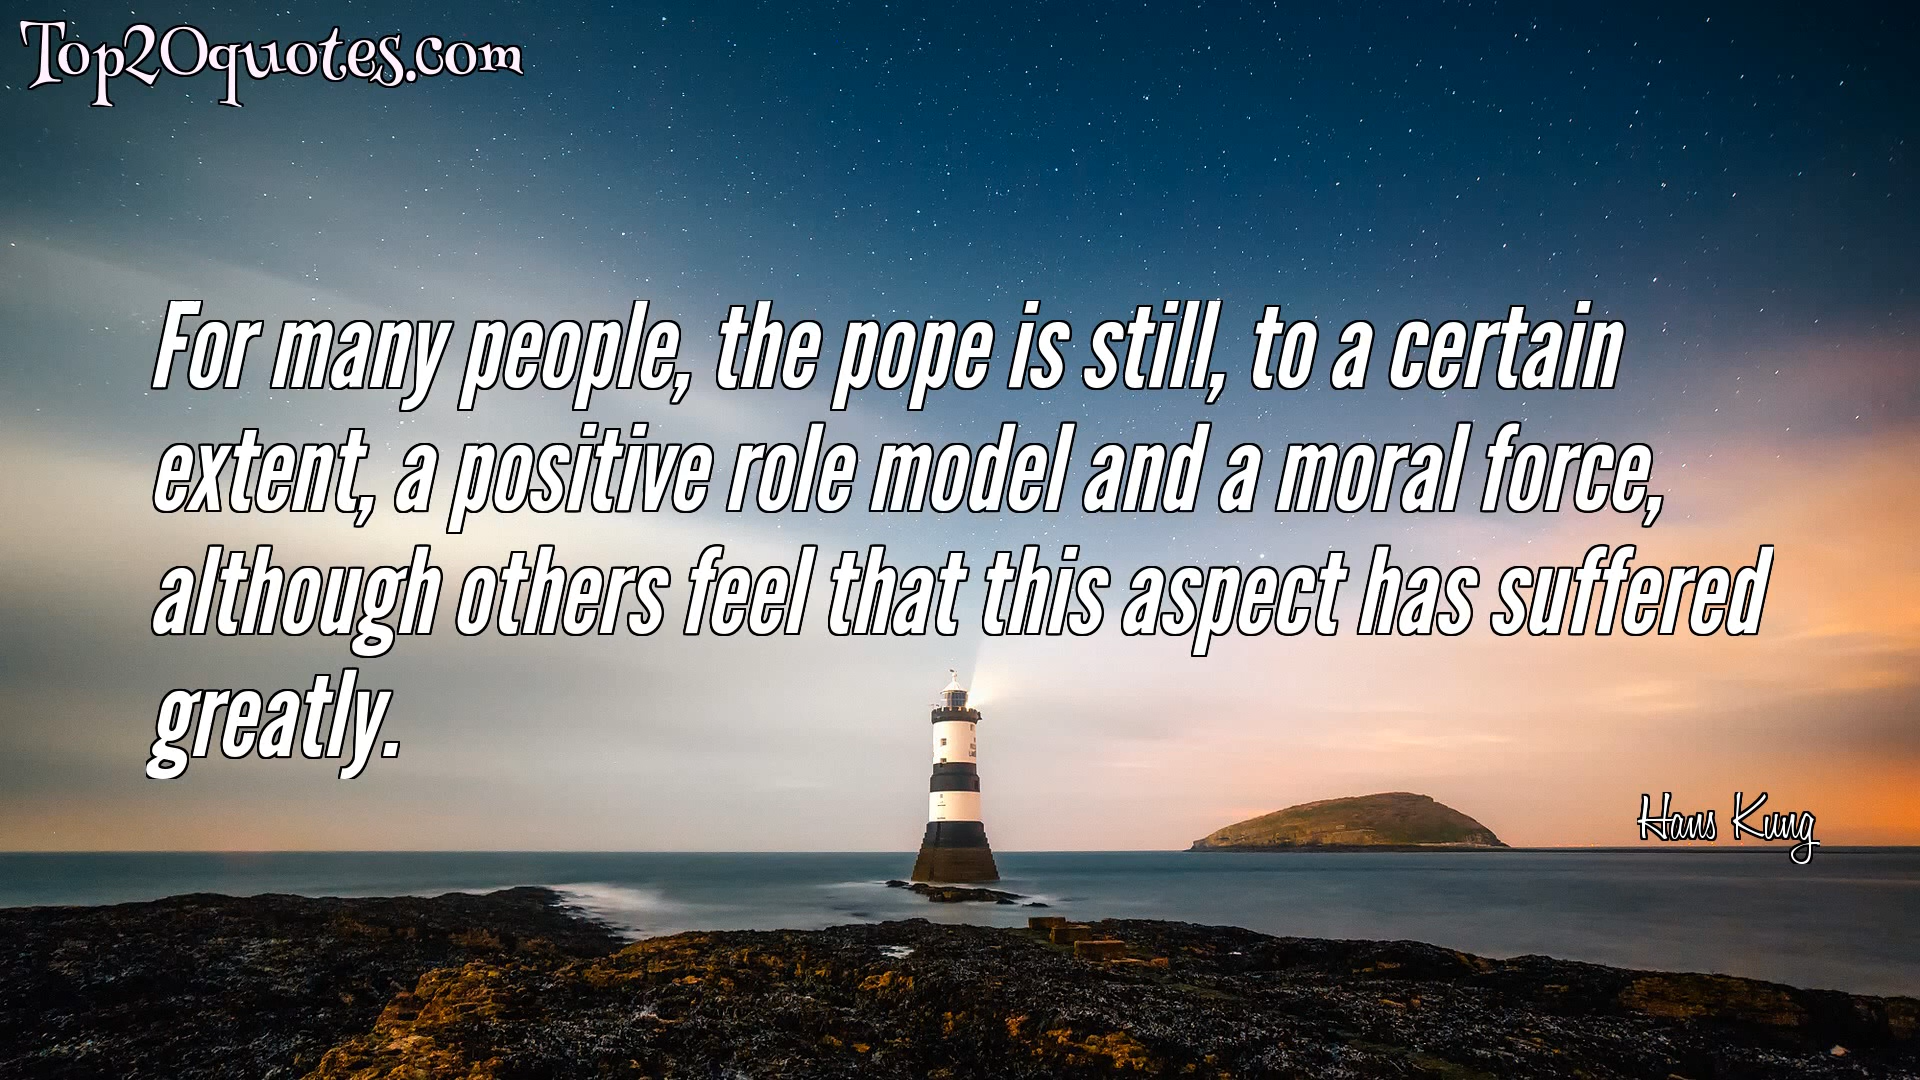 Top20quotes.com
For many people, the pope is still, to a certain
extent, a positive role model and a moral force,
although others feel that this aspect has suffered
greatly.
Hans Kung